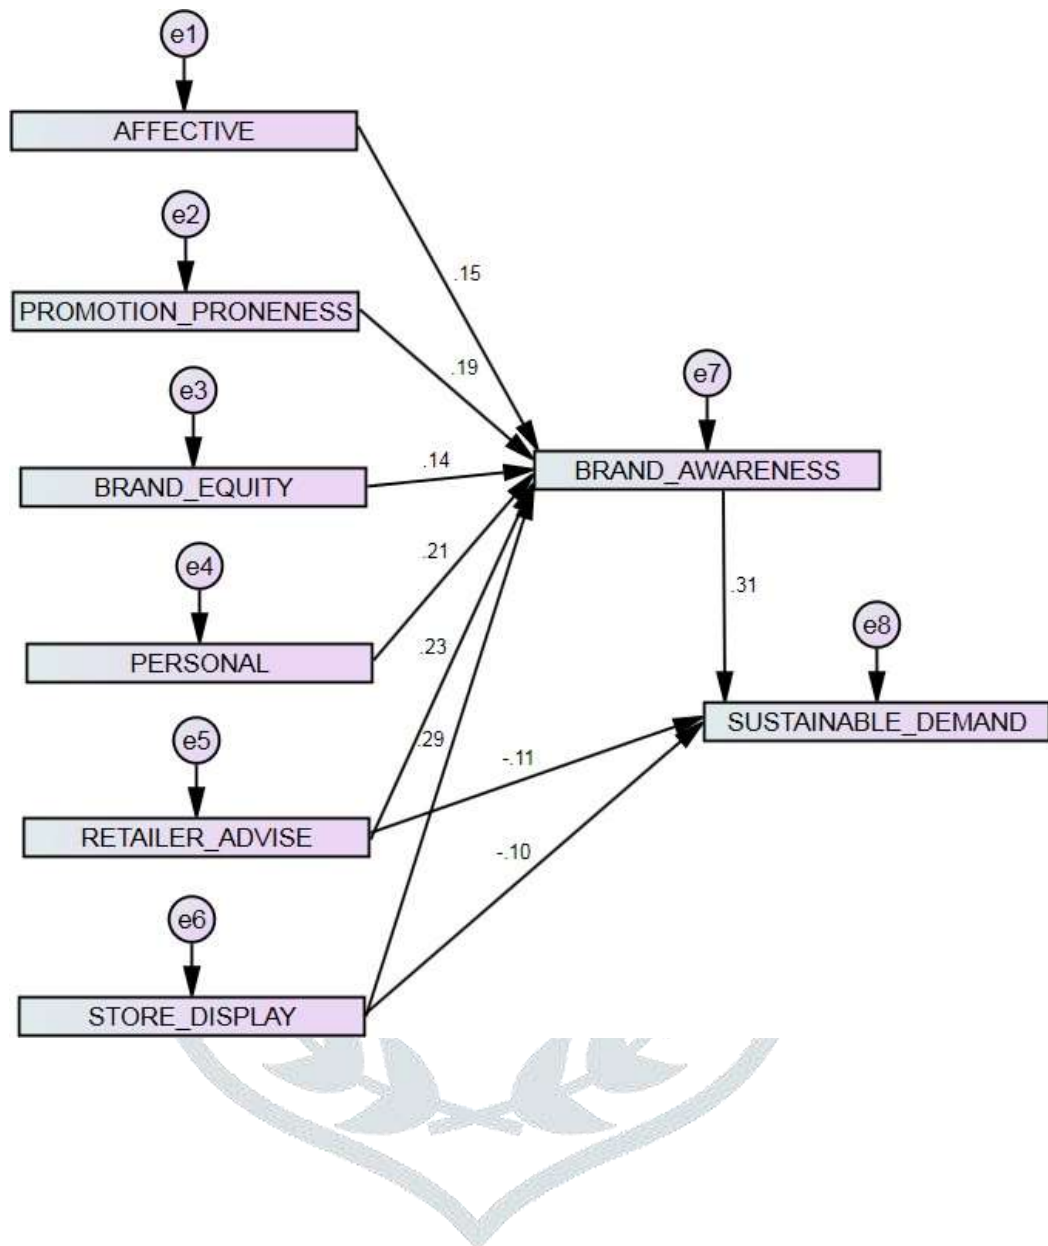 e1
AFFECTIVE
e2
.15
PROMOTION_PRONENESS
.19
e7
e3
.14
BRAND_AWARENESS
BRAND_EQUITY
.21
e4
.31
e8
.23
PERSONAL
SUSTAINABLE_DEMAND
e5
.29
-.11
RETAILER_ADVISE
-.10
e6
STORE_DISPLAY